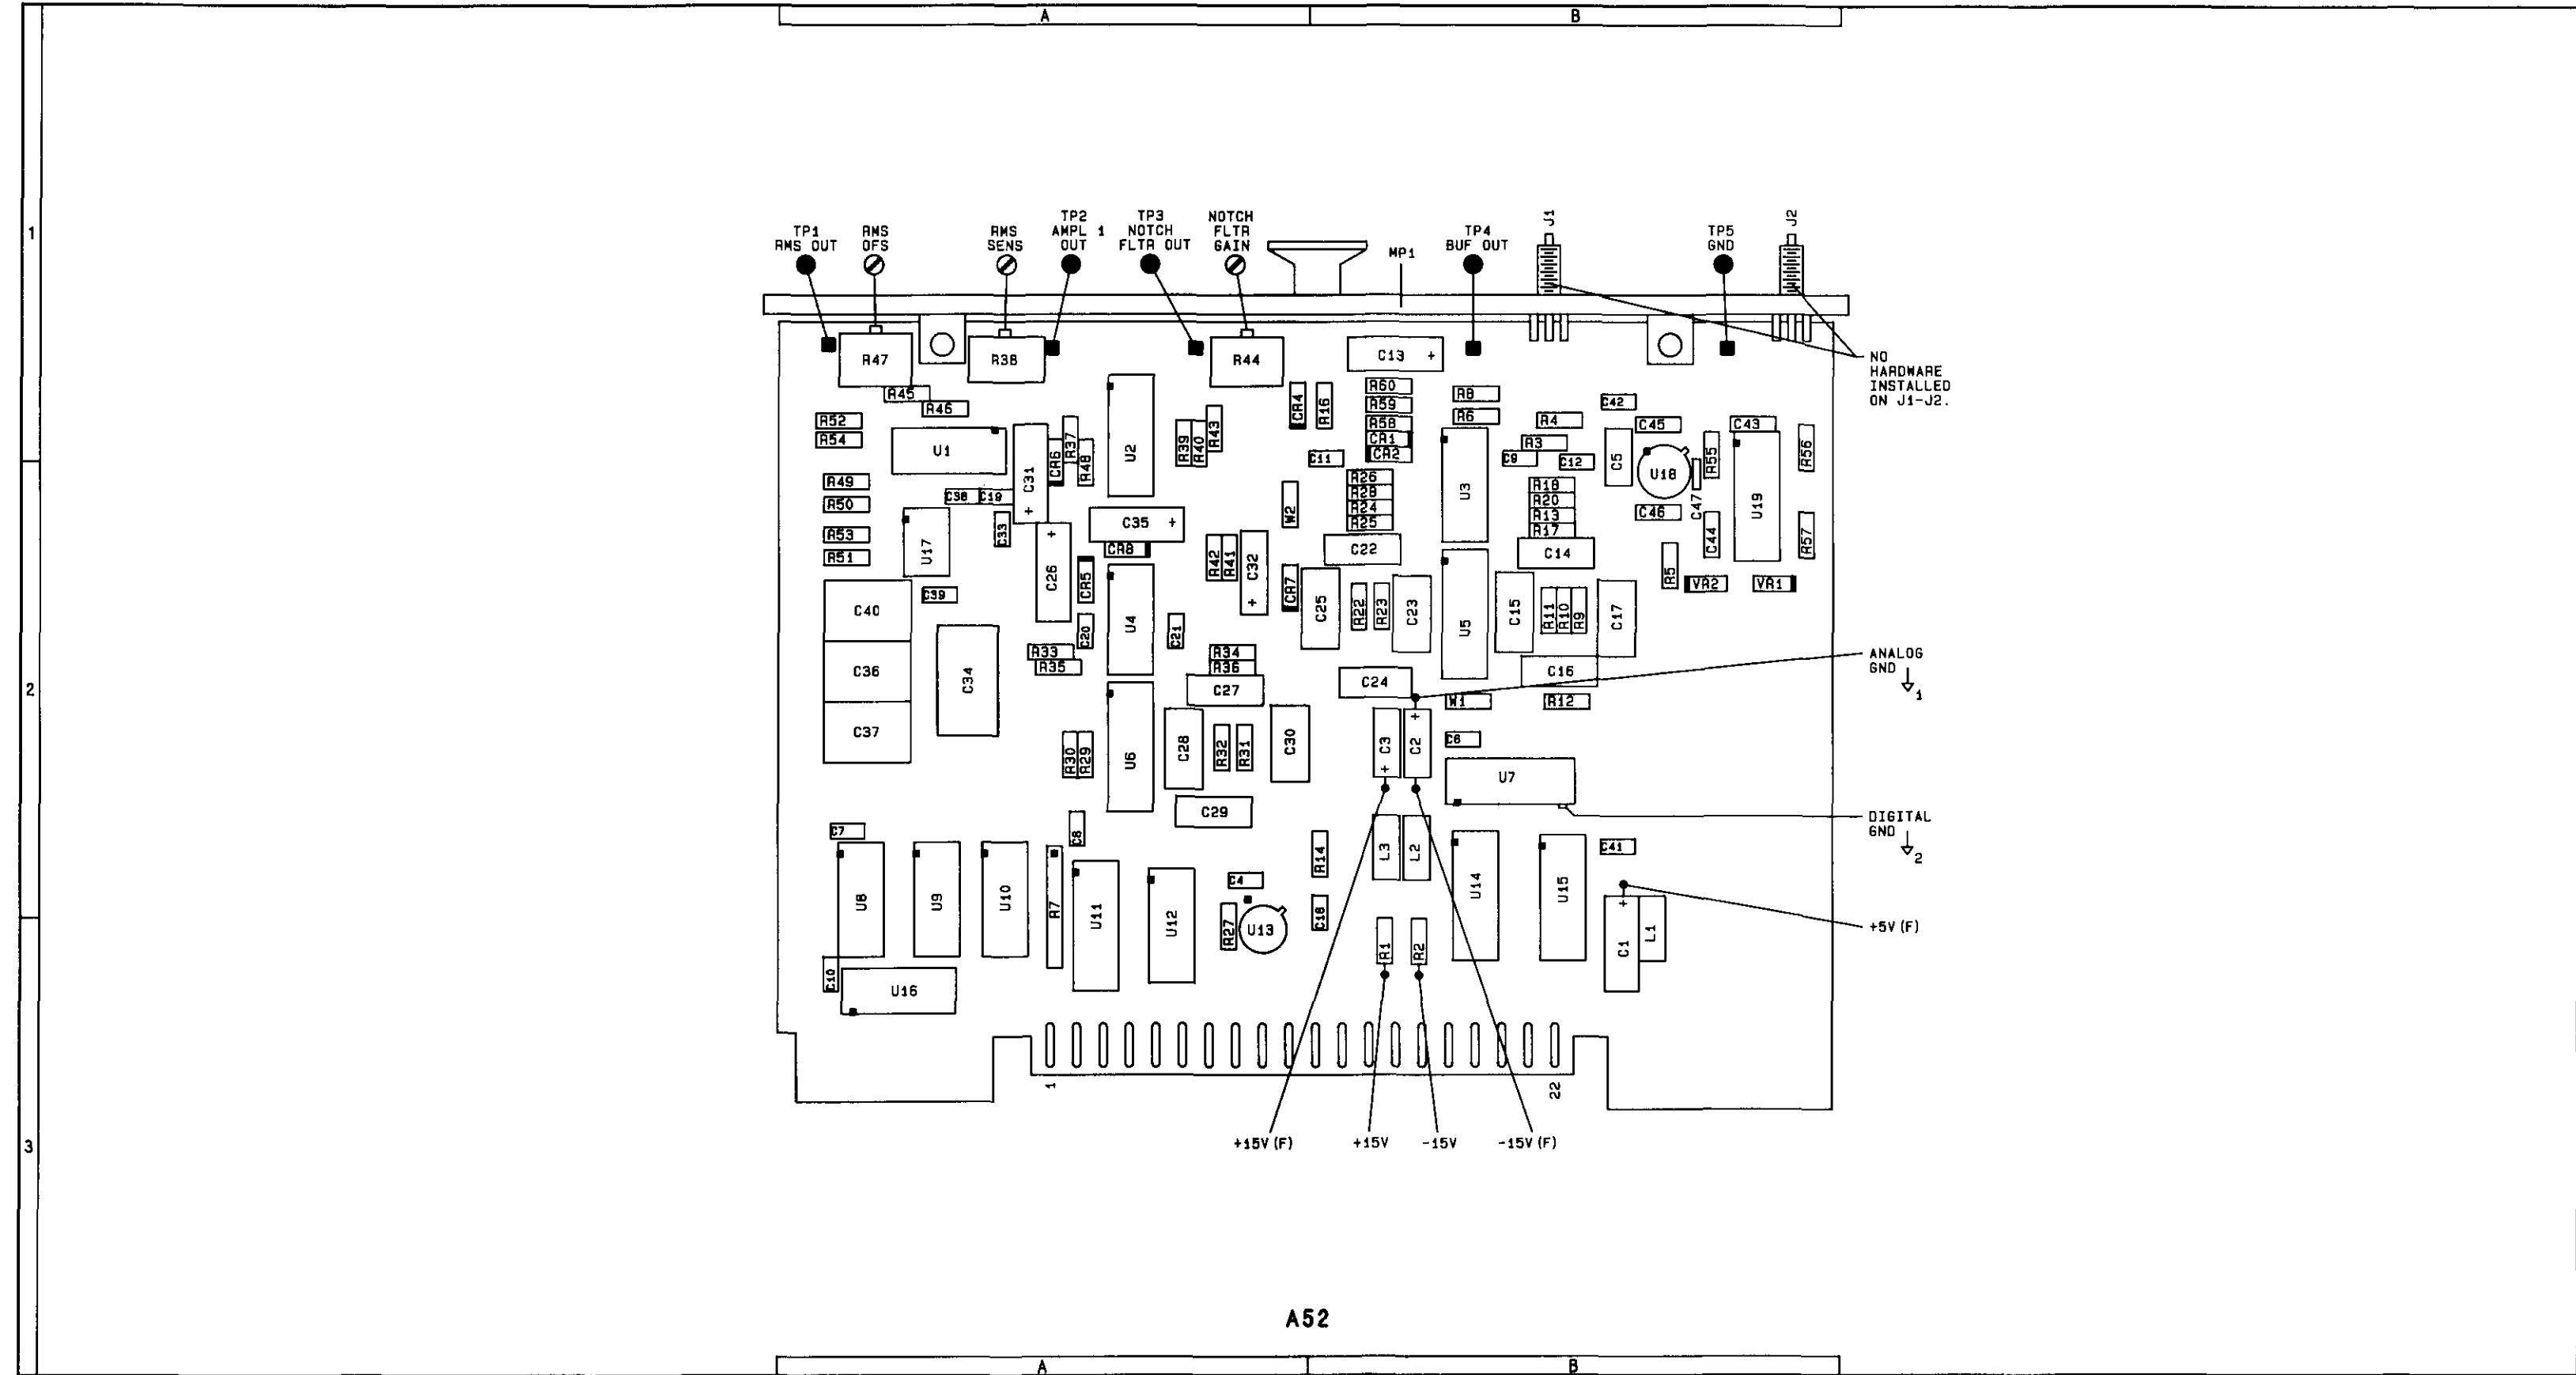 A
B
TP1
RMS OUT
RMS
OFS
RMS
SENS
TP2
AMPL 1
OUT
TP3
NOTCH
FLTR OUT
NOTCH
FLTR
GAIN
MP1
TP4
BUF OUT
J1
TP5
GND
J2
1
R47
R38
R44
C13 +
NO
HARDWARE
INSTALLED
ON J1-J2.
R45
R46
R52
R54
U1
C31
+
CR6
R37
R48
U2
R39
R40
R43
CR4
R16
R60
R59
R58
CR1
CR2
C11
R8
R6
R4
R3
C9
C12
C42
C5
C45
U18
C47
C46
R55
C43
U19
R56
R49
R50
R53
R51
C38
C19
C33
U17
C39
C26
+
C35 +
CR8
CR5
W2
R26
R28
R24
R25
C22
U3
R18
R20
R13
R17
C14
C44
R57
R5
VR2
VR1
R42
R41
C32
+
CR7
C25
R22
R23
C23
U5
C15
R11
R10
R9
C17
C16
C40
C36
C37
C34
C20
U4
C21
R33
R35
R34
R36
C27
C24
W1
R12
ANALOG
GND
1
2
R30
R29
U6
C28
R32
R31
C30
C3
+
C2
+
C6
U7
C29
DIGITAL
GND
2
C7
C8
R14
L3
L2
C41
U8
U9
U10
R7
U11
U12
C4
R27
U13
C18
U14
U15
+
C1
L1
+5V(F)
R1
R2
C10
U16
1
22
3
+15V(F)
+15V
-15V
-15V(F)
A52
A
B